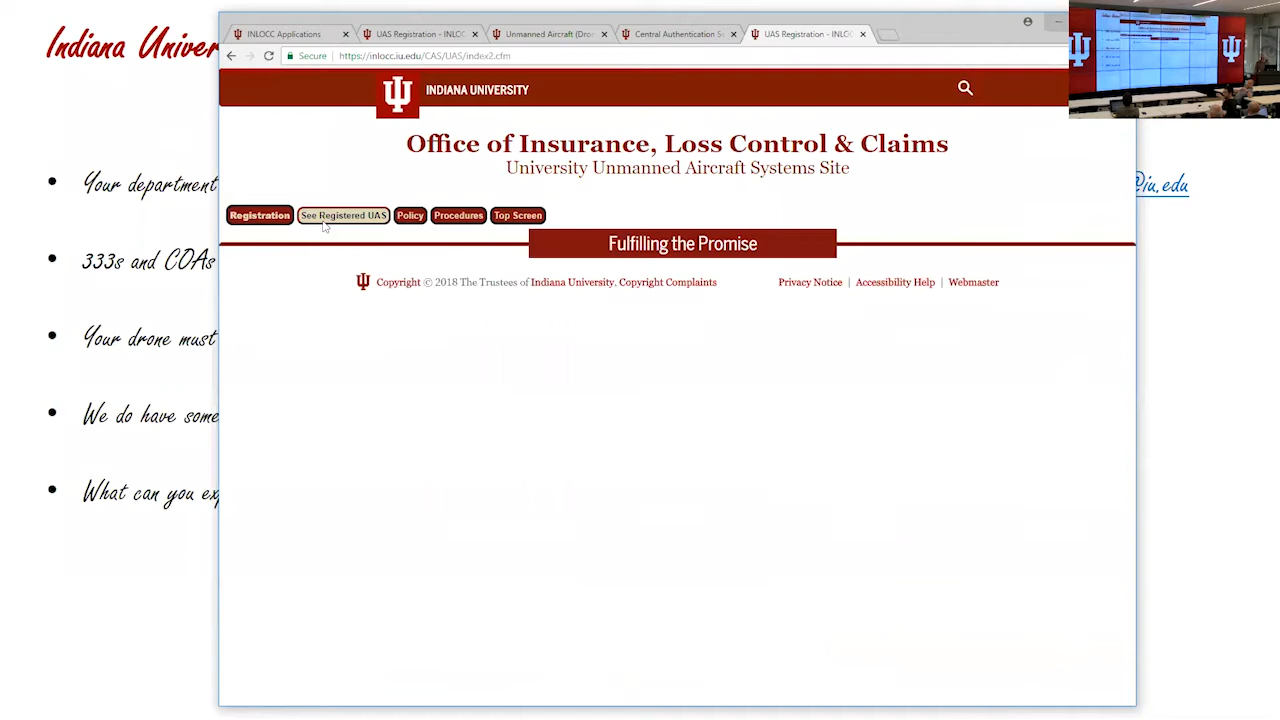 Indiana Univer
• Your department
• 333s and COAs
• Your drone must
• We do have some
• What can you exp
@iu.edu
INLOCC Applications
UAS Registration - INLOC
Unmanned Aircraft (Dron
Central Authentication Se
UAS Registration - INLOC
Secure
https://inlocc.iu.edu/CAS/UAS/index2.cfm
INDIANA UNIVERSITY
Office of Insurance, Loss Control & Claims
University Unmanned Aircraft Systems Site
Registration See Registered UAS Policy Procedures Top Screen
Fulfilling the Promise
Copyright © 2018 The Trustees of Indiana University, Copyright Complaints
Privacy Notice | Accessibility Help | Webmaster